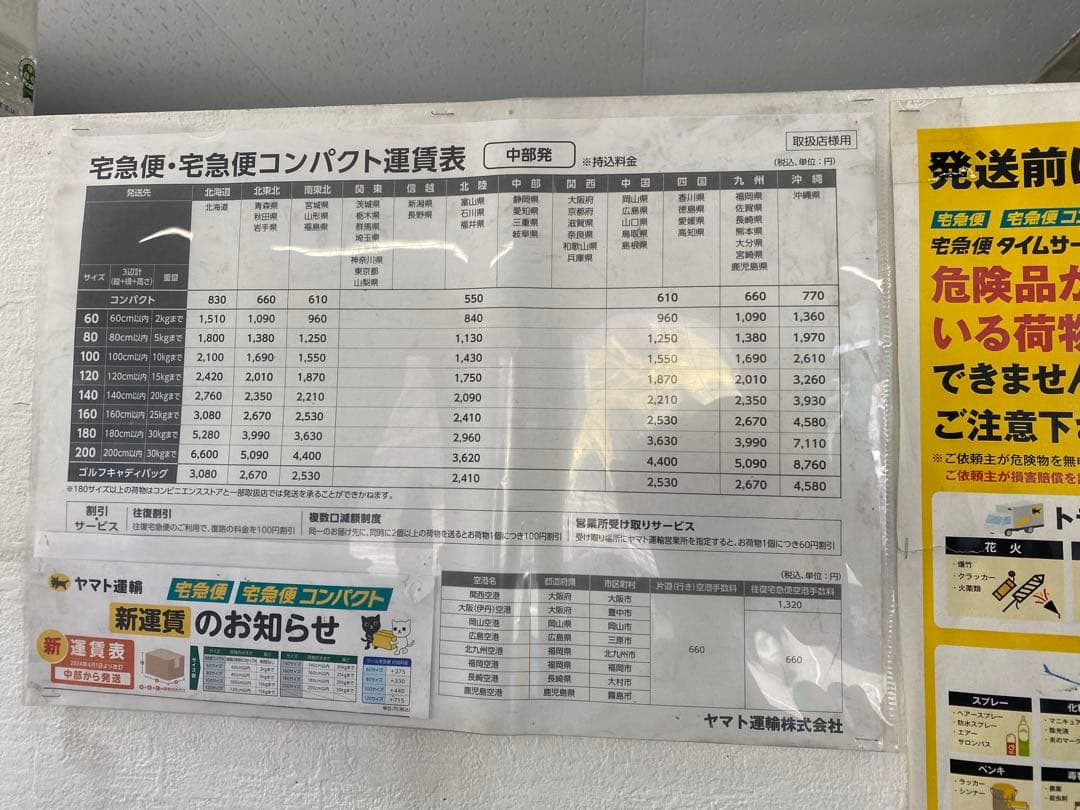 宅急便・宅急便コンパクト運賃表 中部発 ※持込料金
取扱店様用
(税込、単位:円)
発送先 北海道 北東北 南東北 関東 信越 北陸 中部 関西 中国 四国 九州 沖縄
北海道
青森県
秋田県
岩手県
宮城県
山形県
福島県
茨城県
栃木県
群馬県
埼玉県
神奈川県
東京都
山梨県
新潟県
長野県
富山県
石川県
福井県
静岡県
愛知県
三重県
岐阜県
大阪府
京都府
滋賀県
奈良県
和歌山県
兵庫県
岡山県
広島県
山口県
鳥取県
島根県
香川県
徳島県
愛媛県
高知県
福岡県
佐賀県
長崎県
熊本県
大分県
宮崎県
鹿児島県
沖縄県
サイズ 3辺計(縦+横+高さ) 重量
コンパクト 830 660 610 550 610 660 770
60 60cm以内 2kgまで 1,510 1,090 960 840 960 1,090 1,360
80 80cm以内 5kgまで 1,800 1,380 1,250 1,130 1,250 1,380 1,970
100 100cm以内 10kgまで 2,100 1,690 1,550 1,430 1,550 1,690 2,610
120 120cm以内 15kgまで 2,420 2,010 1,870 1,750 1,870 2,010 3,260
140 140cm以内 20kgまで 2,760 2,350 2,210 2,090 2,210 2,350 3,930
160 160cm以内 25kgまで 3,080 2,670 2,530 2,410 2,530 2,670 4,580
180 180cm以内 30kgまで 5,280 3,990 3,630 2,960 3,630 3,990 7,110
200 200cm以内 30kgまで 6,600 5,090 4,400 3,620 4,400 5,090 8,760
ゴルフキャディバッグ 3,080 2,670 2,530 2,410 2,530 2,670 4,580
※180サイズ以上の荷物はコンビニエンスストアと一部取扱店では発送を承ることができかねます。
割引サービス
往復割引
往復宅急便のご利用で、復路の料金を100円割引
複数口減額制度
同一のお届け先に、同時に2個以上の荷物を送るとお荷物1個につき100円割引
営業所受け取りサービス
受け取り場所にヤマト運輸営業所を指定すると、お荷物1個につき60円割引
ヤマト運輸 宅急便 宅急便コンパクト
新運賃のお知らせ
新 運賃表
2024年4月1日より改訂
中部から発送
サイズ表
+275
+330
+440
+715
(税込、単位:円)
空港名 都道府県 市区町村 片道(行き)空港手数料 往復宅急便空港手数料
関西空港 大阪府 大阪市 1,320
大阪(伊丹)空港 大阪府 豊中市
岡山空港 岡山県 岡山市
広島空港 広島県 三原市
北九州空港 福岡県 北九州市 660 660
福岡空港 福岡県 福岡市
長崎空港 長崎県 大村市
鹿児島空港 鹿児島県 霧島市
ヤマト運輸株式会社
発送前に
宅急便 宅急便コン
宅急便タイムサー
危険品が
いる荷物
できません
ご注意下さ
※ご依頼主が危険物を無申
ご依頼主が損害賠償を
花火
・爆竹
・クラッカー
・火薬類
スプレー
・ヘアースプレー
・防水スプレー
・エアーサロンパス
・マニキュア
・除光液
ペンキ
・ラッカー
・シンナー
・農薬
・殺虫剤